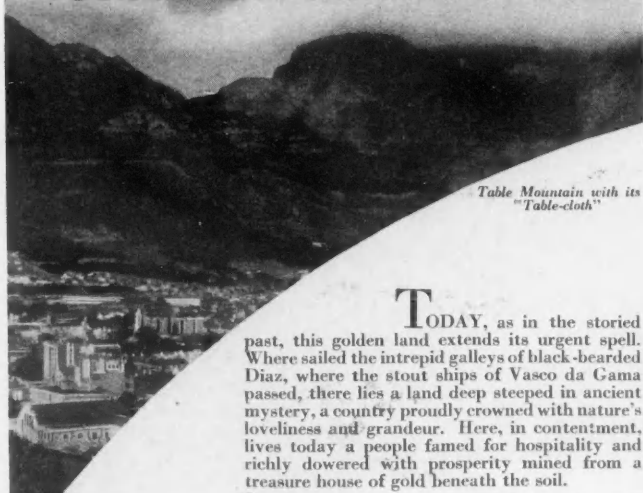 Table Mountain with its
"Table-cloth"
TODAY, as in the storied
past, this golden land extends its urgent spell.
Where sailed the intrepid galleys of black-bearded
Diaz, where the stout ships of Vasco da Gama
passed, there lies a land deep steeped in ancient
mystery, a country proudly crowned with nature's
loveliness and grandeur. Here, in contentment,
lives today a people famed for hospitality and
richly dowered with prosperity mined from a
treasure house of gold beneath the soil.